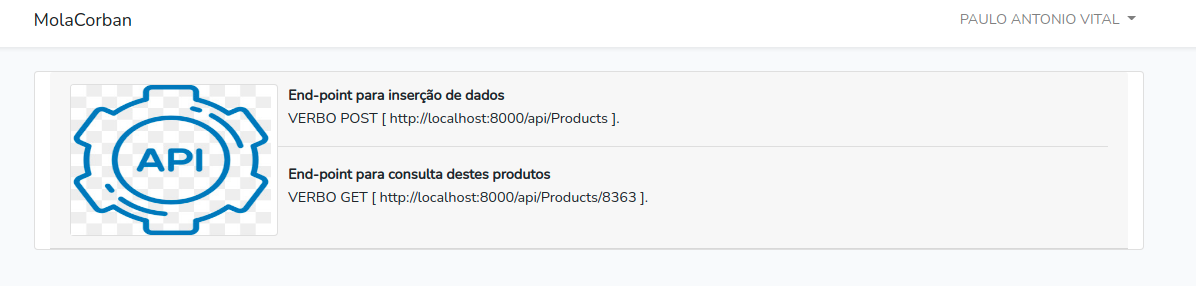 MolaCorban
PAULO ANTONIO VITAL
API
End-point para inserção de dados
VERBO POST [ http://localhost:8000/api/Products ].
End-point para consulta destes produtos
VERBO GET [ http://localhost:8000/api/Products/8363 ].